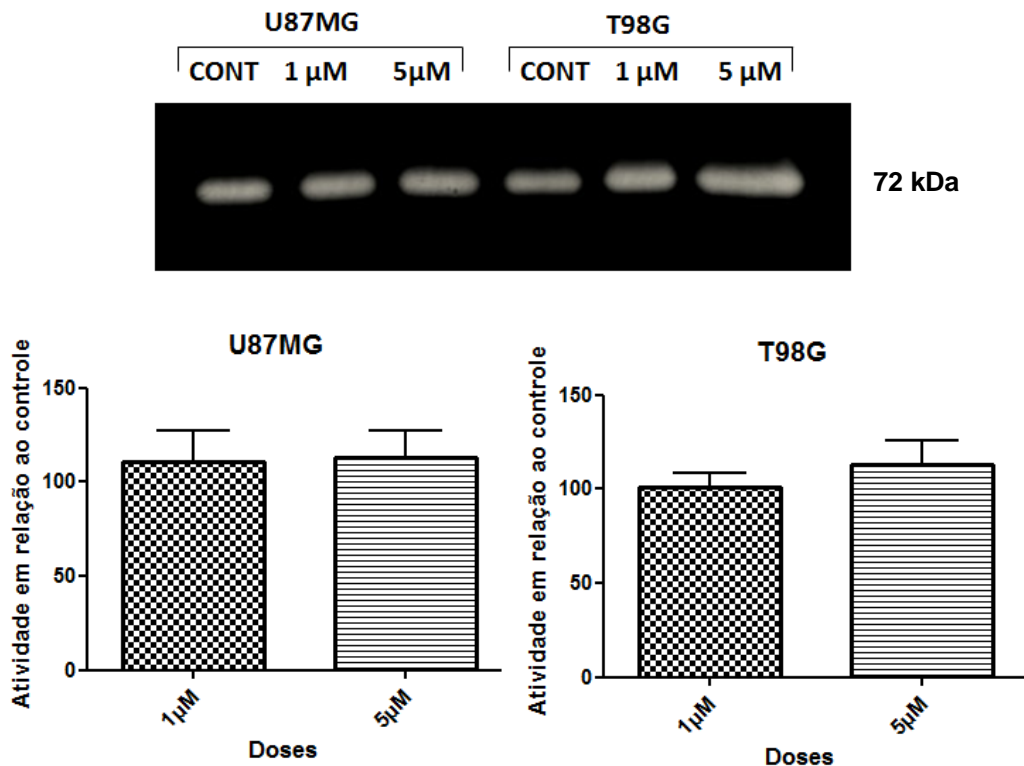 U87MG T98G
CONT 1 µM 5µM CONT 1 µM 5 µM
72 kDa
U87MG
Atividade em relação ao controle
150
100
50
0
1µM 5µM
Doses
T98G
Atividade em relação ao controle
150
100
50
0
1µM 5µM
Doses